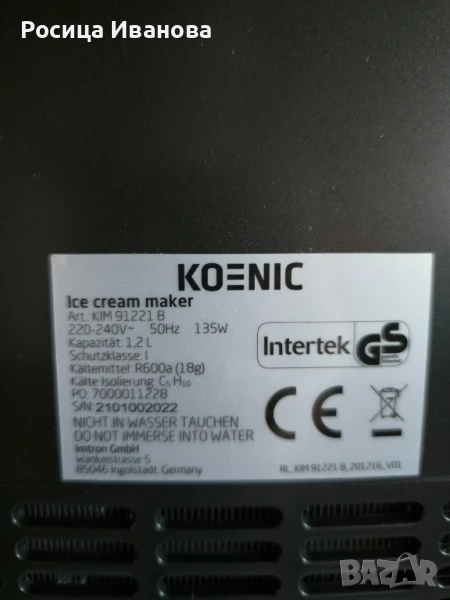 Росица Иванова
KOENIC
Ice cream maker
Art.: KIM 91221 B
220-240V~ 50Hz 135W
Kapazität: 1,2 L
Schutzklasse: I
Kältemittel: R600a (18g)
Kälte Isolierung: C₅ H₁₀
PO: 7000011228
S/N: 2101002022
NICHT IN WASSER TAUCHEN
DO NOT IMMERSE INTO WATER
Imtron GmbH
Wankelstrasse 5
85046 Ingolstadt, Germany
Intertek GS
CE
RL_KIM 91221 B_201216_V01
BAZAR